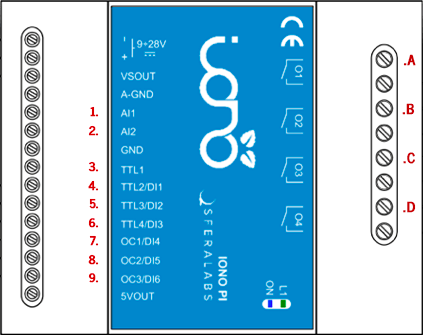 -
9÷28V
+
VSOUT
A-GND
1. AI1
2. AI2
GND
3. TTL1
4. TTL2/DI1
5. TTL3/DI2
6. TTL4/DI3
7. OC1/DI4
8. OC2/DI5
9. OC3/DI6
5VOUT
iono
SFERALABS
IONO PI
CE
O1
O2
O3
O4
ON
L1
.A
.B
.C
.D